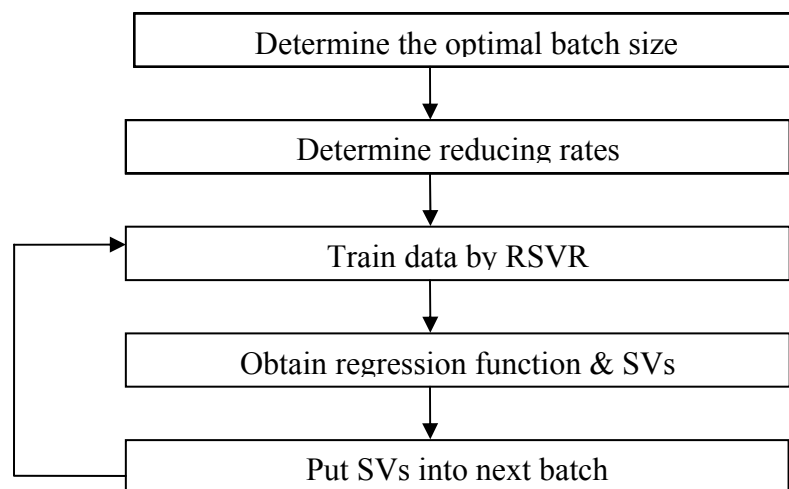 Determine the optimal batch size
Determine reducing rates
Train data by RSVR
Obtain regression function & SVs
Put SVs into next batch